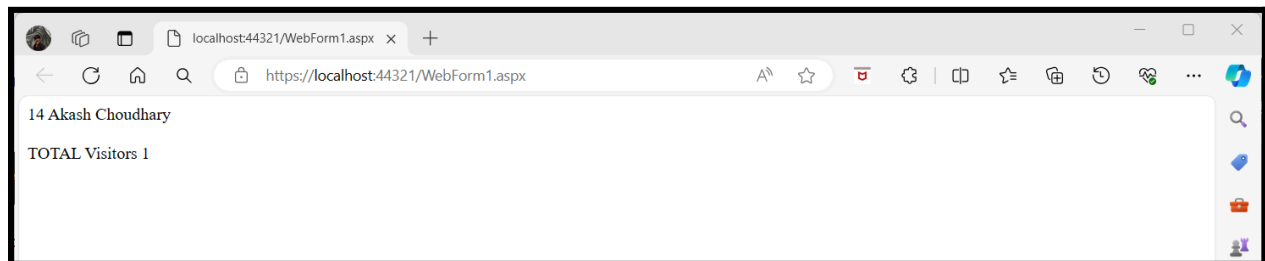 localhost:44321/WebForm1.aspx
https://localhost:44321/WebForm1.aspx
14 Akash Choudhary
TOTAL Visitors 1